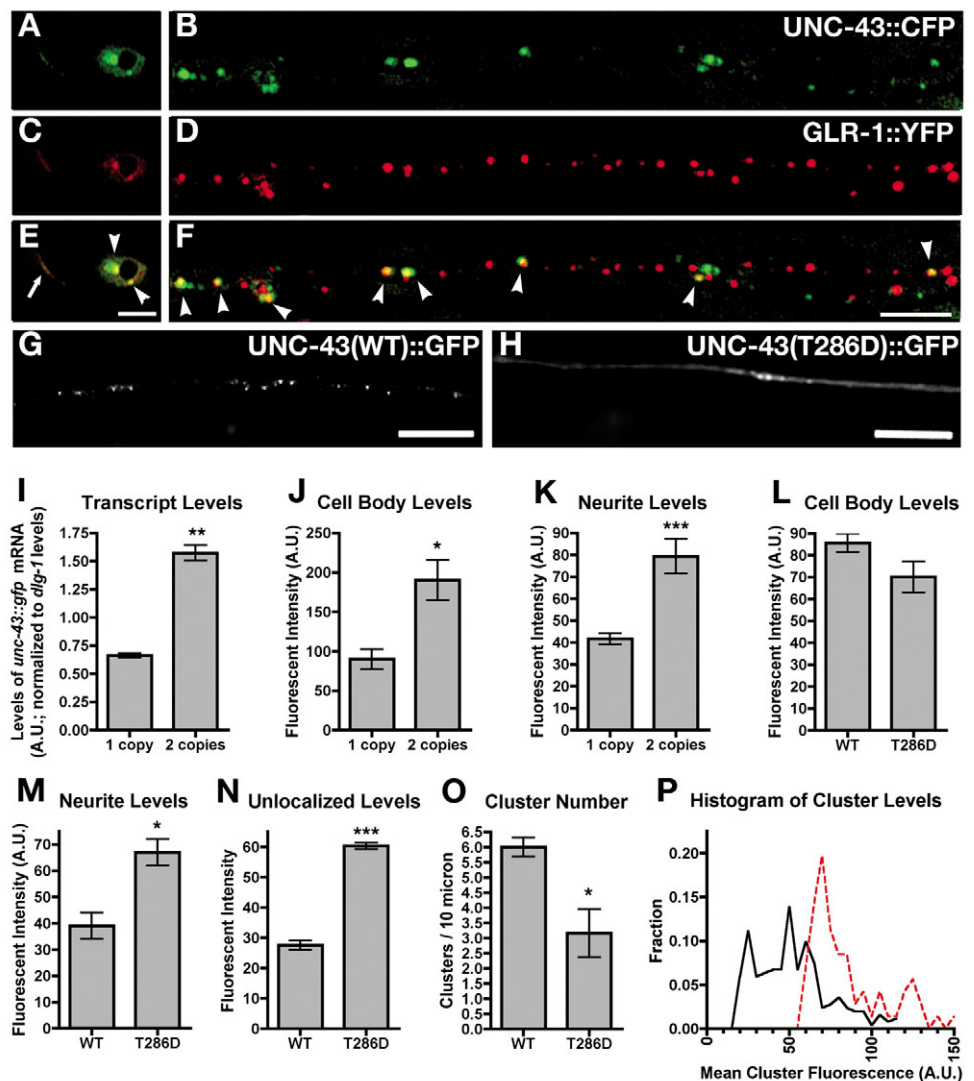 A
B
UNC-43::CFP
C
D
GLR-1::YFP
E
F
G
UNC-43(WT)::GFP
H
UNC-43(T286D)::GFP
I
Transcript Levels
Levels of unc-43::gfp mRNA
(A.U.; normalized to dlg-1 levels)
1.75
1.50
1.25
1.00
0.75
0.50
0.25
0.00
**
1 copy
2 copies
J
Cell Body Levels
Fluorescent Intensity (A.U.)
250
200
150
100
50
0
*
1 copy
2 copies
K
Neurite Levels
Fluorescent Intensity (A.U.)
90
80
70
60
50
40
30
20
10
0
***
1 copy
2 copies
L
Cell Body Levels
Fluorescent Intensity (A.U.)
90
80
70
60
50
40
30
20
10
0
WT
T286D
M
Neurite Levels
Fluorescent Intensity (A.U.)
70
60
50
40
30
20
10
0
*
WT
T286D
N
Unlocalized Levels
Fluorescent Intensity
60
40
20
0
***
WT
T286D
O
Cluster Number
Clusters / 10 micron
6.5
6.0
5.5
5.0
4.5
4.0
3.5
3.0
2.5
2.0
1.5
1.0
0.5
0.0
*
WT
T286D
P
Histogram of Cluster Levels
Fraction
0.20
0.15
0.10
0.05
0.00
0
50
100
150
Mean Cluster Fluorescence (A.U.)